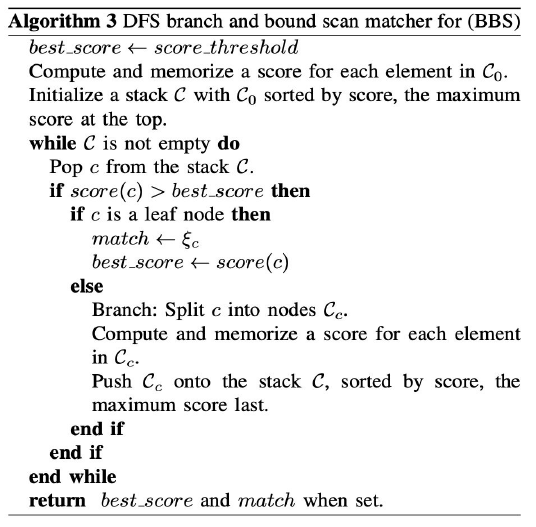 Algorithm 3 DFS branch and bound scan matcher for (BBS)
best_score ← score_threshold
Compute and memorize a score for each element in 𝒞₀.
Initialize a stack 𝒞 with 𝒞₀ sorted by score, the maximum
score at the top.
while 𝒞 is not empty do
Pop c from the stack 𝒞.
if score(c) > best_score then
if c is a leaf node then
match ← ξ_c
best_score ← score(c)
else
Branch: Split c into nodes 𝒞_c.
Compute and memorize a score for each element
in 𝒞_c.
Push 𝒞_c onto the stack 𝒞, sorted by score, the
maximum score last.
end if
end if
end while
return best_score and match when set.